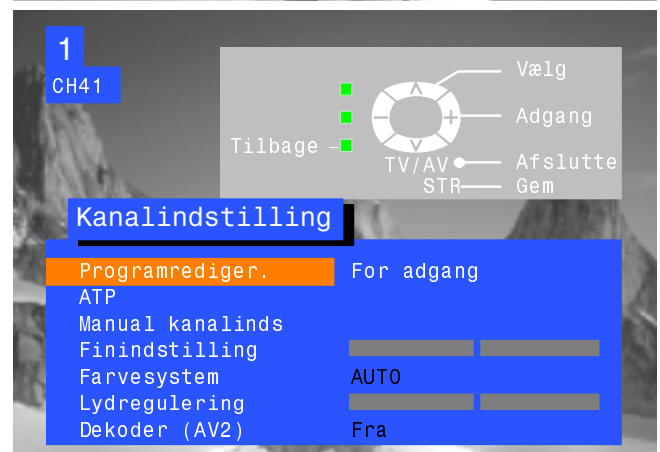 1
CH41
Vælg
Adgang
Tilbage
TV/AV Afslutte
STR Gem
Kanalindstilling
Programrediger. For adgang
ATP
Manual kanalinds
Finindstilling
Farvesystem AUTO
Lydregulering
Dekoder (AV2) Fra